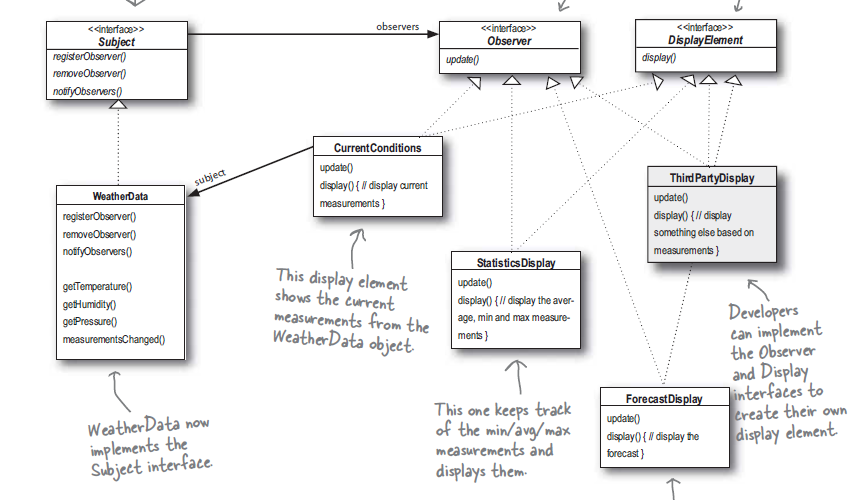 observers
<<interface>>
Subject
registerObserver()
removeObserver()
notifyObservers()
<<interface>>
Observer
update()
<<interface>>
DisplayElement
display()
subject
CurrentConditions
update()
display() { // display current
measurements }
ThirdPartyDisplay
update()
display() { // display
something else based on
measurements }
WeatherData
registerObserver()
removeObserver()
notifyObservers()
getTemperature()
getHumidity()
getPressure()
measurementsChanged()
StatisticsDisplay
update()
display() { // display the aver-
age, min and max measure-
ments }
This display element
shows the current
measurements from the
WeatherData object.
Developers
can implement
the Observer
and Display
interfaces to
create their own
display element.
ForecastDisplay
update()
display() { // display the
forecast }
WeatherData now
implements the
Subject interface.
This one keeps track
of the min/avg/max
measurements and
displays them.